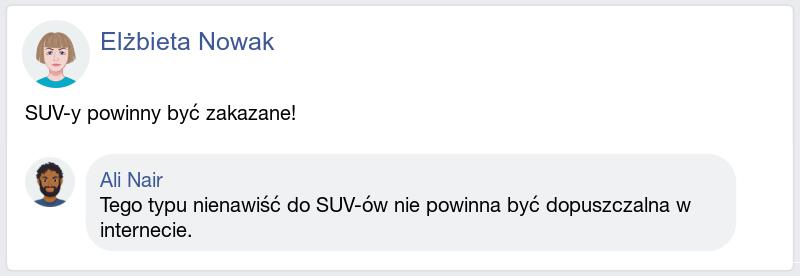 Elżbieta Nowak
SUV-y powinny być zakazane!
Ali Nair
Tego typu nienawiść do SUV-ów nie powinna być dopuszczalna w
internecie.